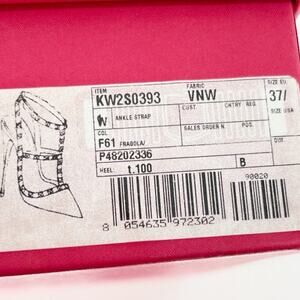 ITEM FABRIC SIZE EU
KW2S0393 VNW 37/
W ANKLE STRAP CUST. CNTRY REG.
COL SALES ORDER N. POS.
F61 FRAGOLA/
P48202336
HEEL: t.100 B
90020
8 054635 972302